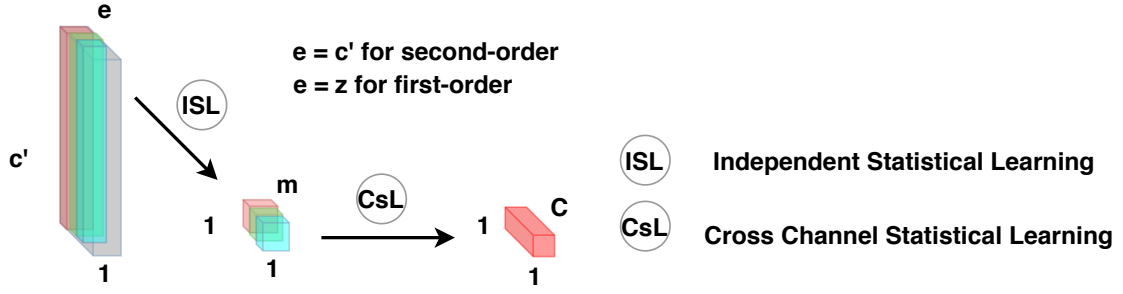 e
e = c' for second-order
e = z for first-order
ISL
c'
ISL Independent Statistical Learning
m
CsL
C
1
1
CsL Cross Channel Statistical Learning
1
1
1